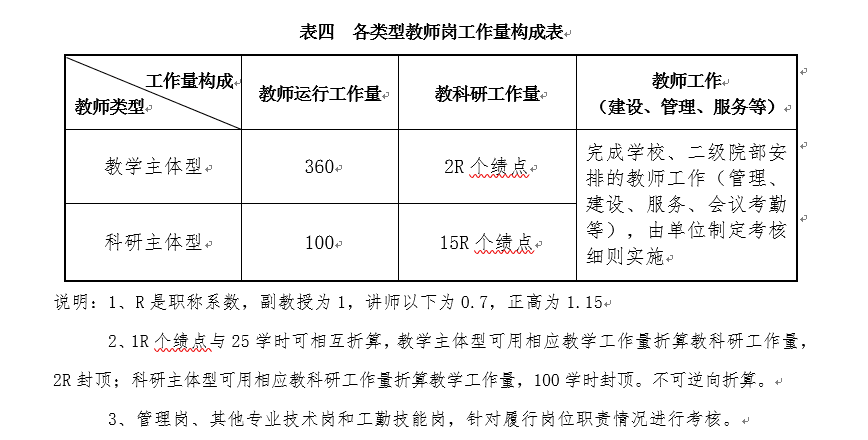 表四　各类型教师岗工作量构成表
工作量构成
教师类型
教师运行工作量
教科研工作量
教师工作
（建设、管理、服务等）
教学主体型
360
2R 个绩点
完成学校、二级院部安
排的教师工作（管理、
建设、服务、会议考勤
等），由单位制定考核
细则实施
科研主体型
100
15R 个绩点
说明：1、R 是职称系数，副教授为 1，讲师以下为 0.7，正高为 1.15
2、1R 个绩点与 25 学时可相互折算，教学主体型可用相应教学工作量折算教科研工作量，
2R 封顶；科研主体型可用相应教科研工作量折算教学工作量，100 学时封顶。不可逆向折算。
3、管理岗、其他专业技术岗和工勤技能岗，针对履行岗位职责情况进行考核。